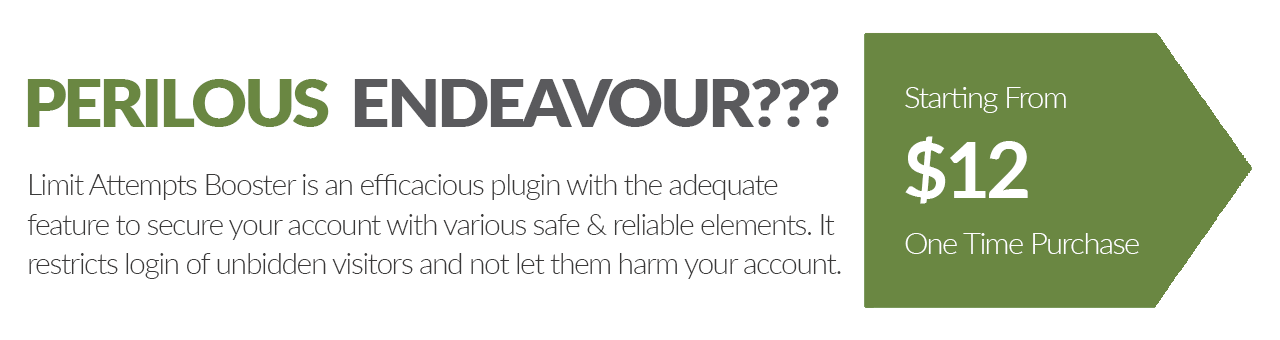 PERILOUS ENDEAVOUR???
Limit Attempts Booster is an efficacious plugin with the adequate
feature to secure your account with various safe & reliable elements. It
restricts login of unbidden visitors and not let them harm your account.
Starting From
$12
One Time Purchase